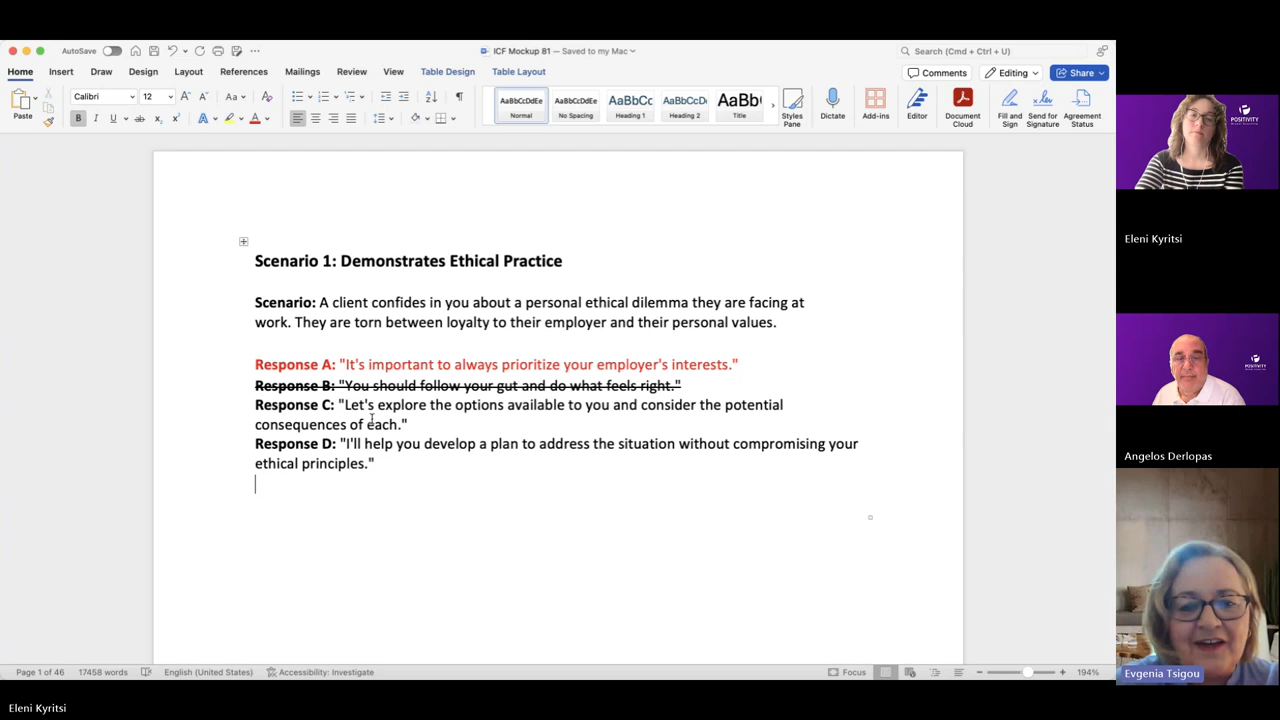 AutoSave
ICF Mockup 81 — Saved to my Mac
Search (Cmd + Ctrl + U)
Home Insert Draw Design Layout References Mailings Review View Table Design Table Layout
Comments Editing Share
Paste
Calibri 12
Aa
AaBbCcDdEe AaBbCcDdEe AaBbCc AaBbCcDdE AaBb(
Normal No Spacing Heading 1 Heading 2 Title
Styles Pane
Dictate
Add-ins
Editor
Document Cloud
Fill and Sign
Send for Signature
Agreement Status
Scenario 1: Demonstrates Ethical Practice
Scenario: A client confides in you about a personal ethical dilemma they are facing at
work. They are torn between loyalty to their employer and their personal values.
Response A: "It's important to always prioritize your employer's interests."
Response B: "You should follow your gut and do what feels right."
Response C: "Let's explore the options available to you and consider the potential
consequences of each."
Response D: "I'll help you develop a plan to address the situation without compromising your
ethical principles."
Page 1 of 46 17458 words English (United States) Accessibility: Investigate
Focus 194%
POSITIVITY
Eleni Kyritsi
POSITIVITY
Angelos Derlopas
Evgenia Tsigou
Eleni Kyritsi